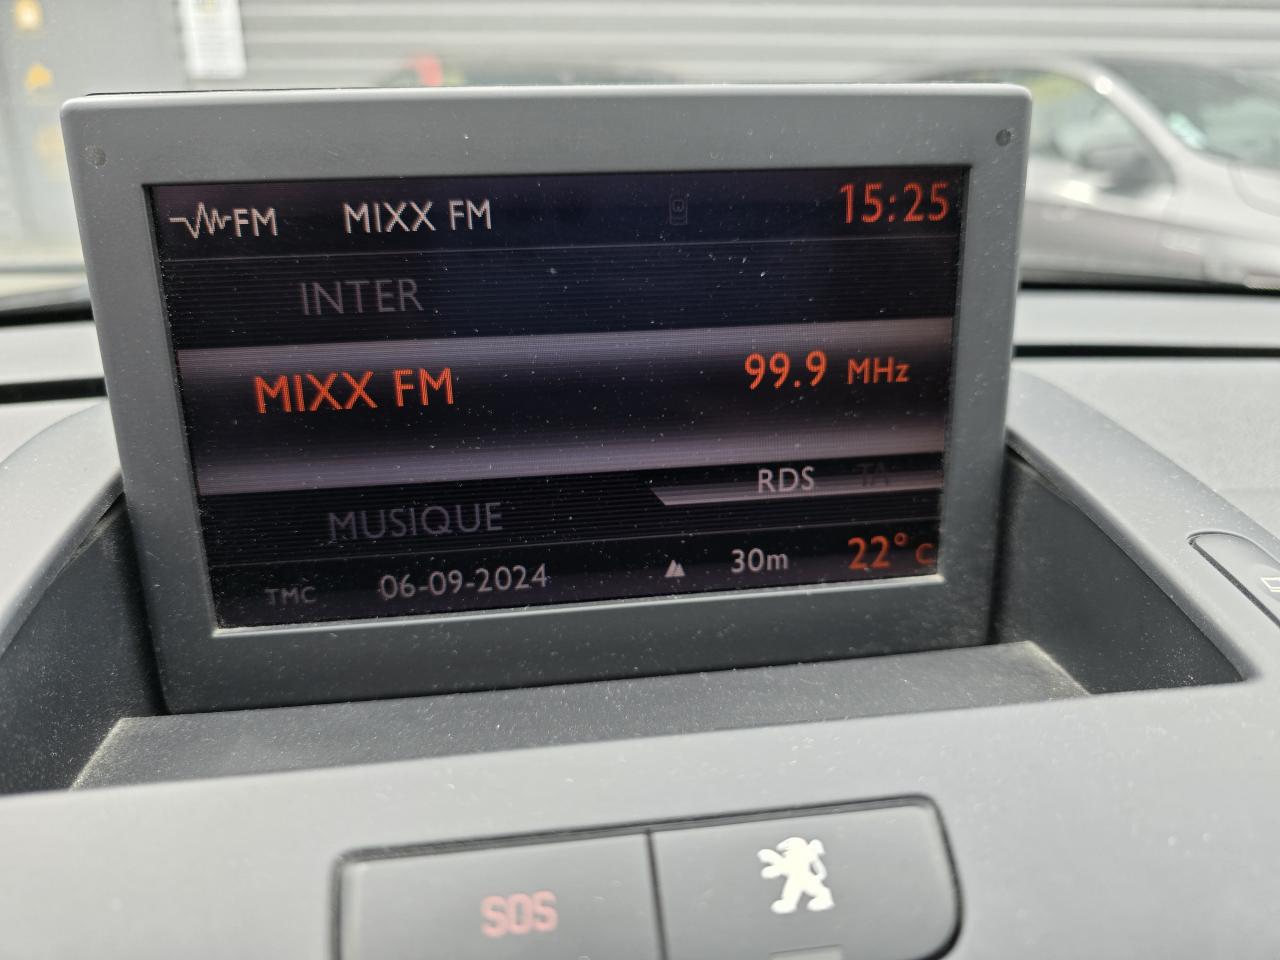 FM MIXX FM 15:25
INTER
MIXX FM 99.9 MHz
RDS TA
MUSIQUE
TMC 06-09-2024 30m 22° C
SOS